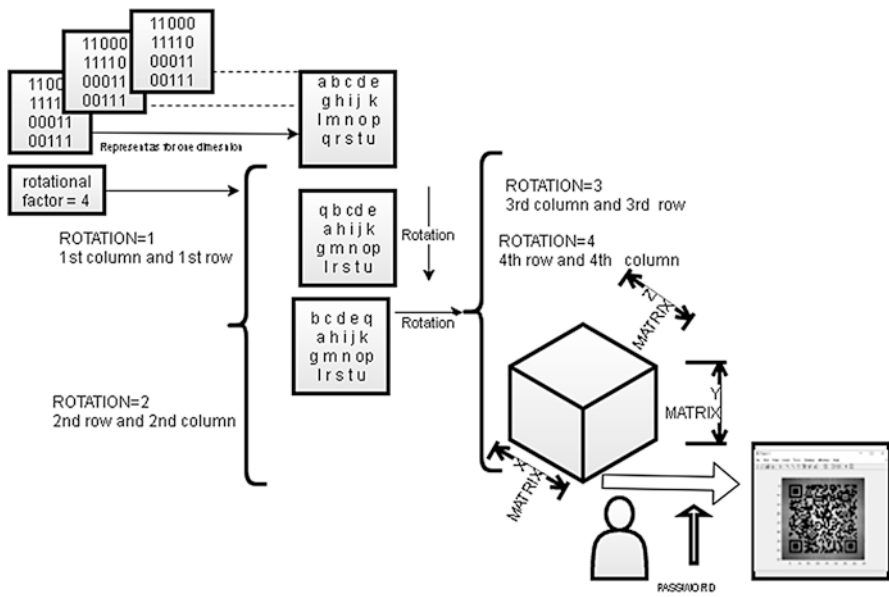 11000
11110
00011
00111
11000
11110
00011
00111
1100
1111
00011
00111
a b c d e
g h i j k
l m n o p
q r s t u
Represent as for one dimension
rotational
factor = 4
ROTATION=1
1st column and 1st row
q b c d e
a h i j k
g m n o p
l r s t u
Rotation
b c d e q
a h i j k
g m n o p
l r s t u
Rotation
ROTATION=2
2nd row and 2nd column
ROTATION=3
3rd column and 3rd row
ROTATION=4
4th row and 4th column
Z
MATRIX
Y
MATRIX
X
MATRIX
PASSWORD